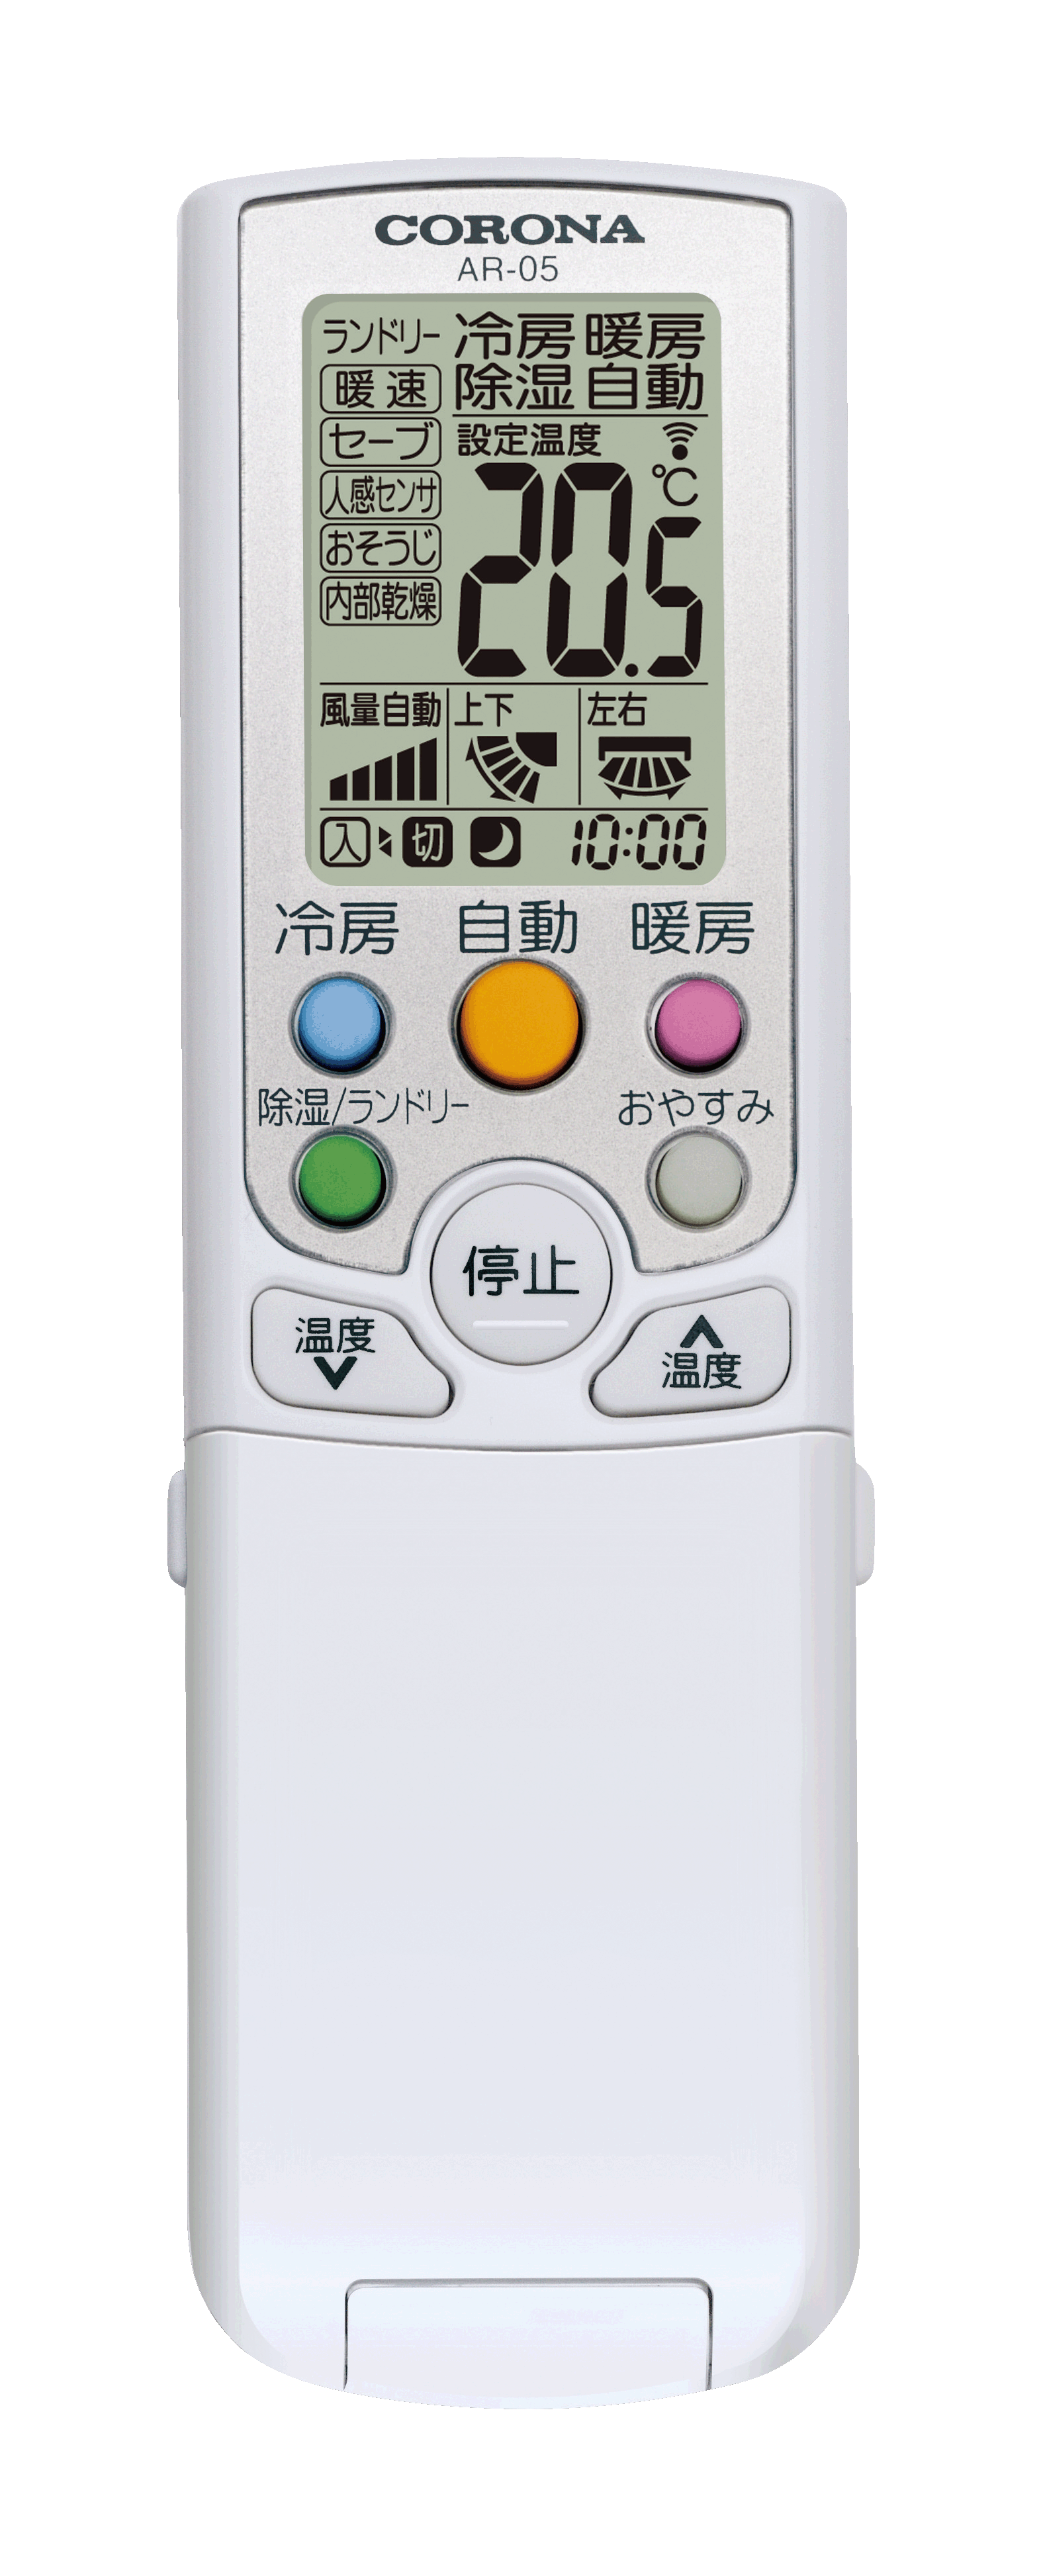 CORONA
AR-05
ランドリー 冷房 暖房
暖速 除湿 自動
セーブ 設定温度
人感センサ 20.5℃
おそうじ
内部乾燥
風量自動 上下 左右
入 切 10:00
冷房 自動 暖房
除湿/ランドリー おやすみ
停止
温度 温度